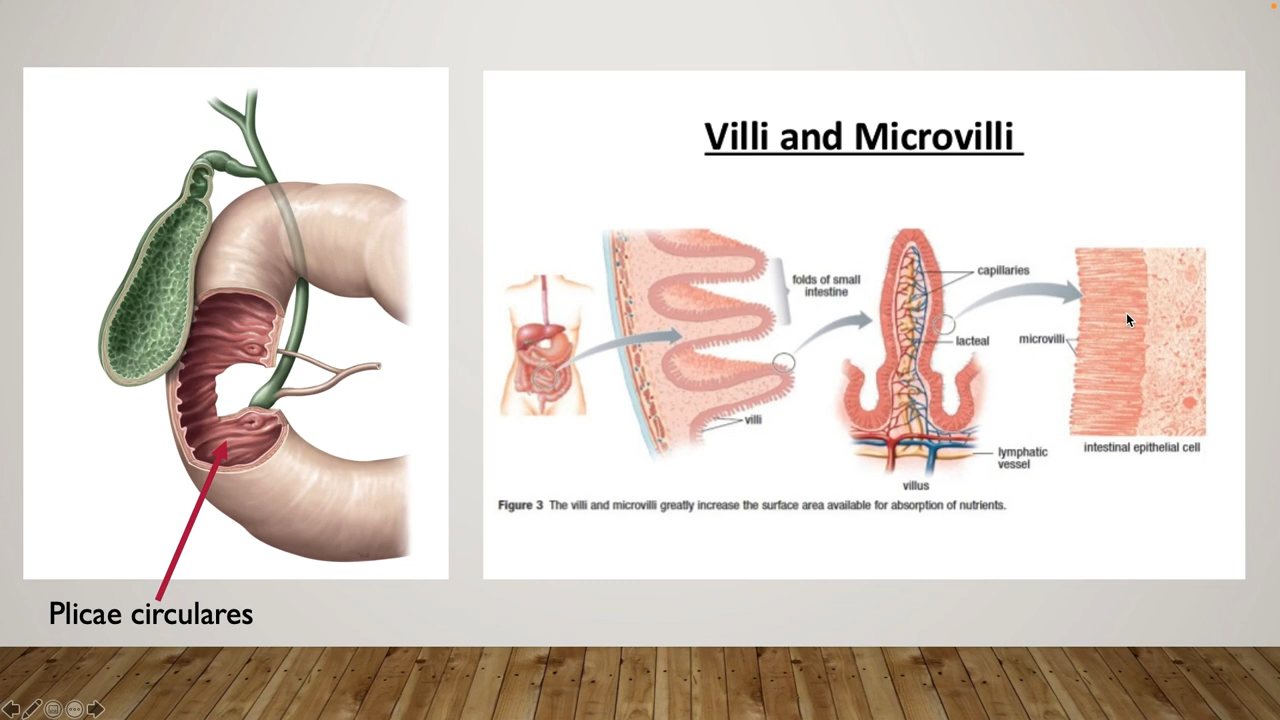 Villi and Microvilli
folds of small
intestine
capillaries
lacteal
microvilli
villi
intestinal epithelial cell
lymphatic
vessel
villus
Figure 3 The villi and microvilli greatly increase the surface area available for absorption of nutrients.
Plicae circulares